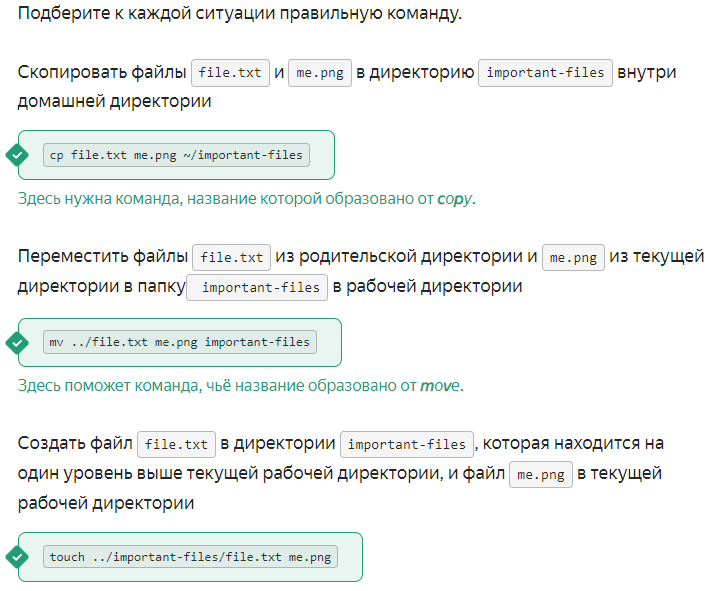 Подберите к каждой ситуации правильную команду.
Скопировать файлы file.txt и me.png в директорию important-files внутри
домашней директории
cp file.txt me.png ~/important-files
Здесь нужна команда, название которой образовано от copy.
Переместить файлы file.txt из родительской директории и me.png из текущей
директории в папку important-files в рабочей директории
mv ../file.txt me.png important-files
Здесь поможет команда, чьё название образовано от move.
Создать файл file.txt в директории important-files, которая находится на
один уровень выше текущей рабочей директории, и файл me.png в текущей
рабочей директории
touch ../important-files/file.txt me.png